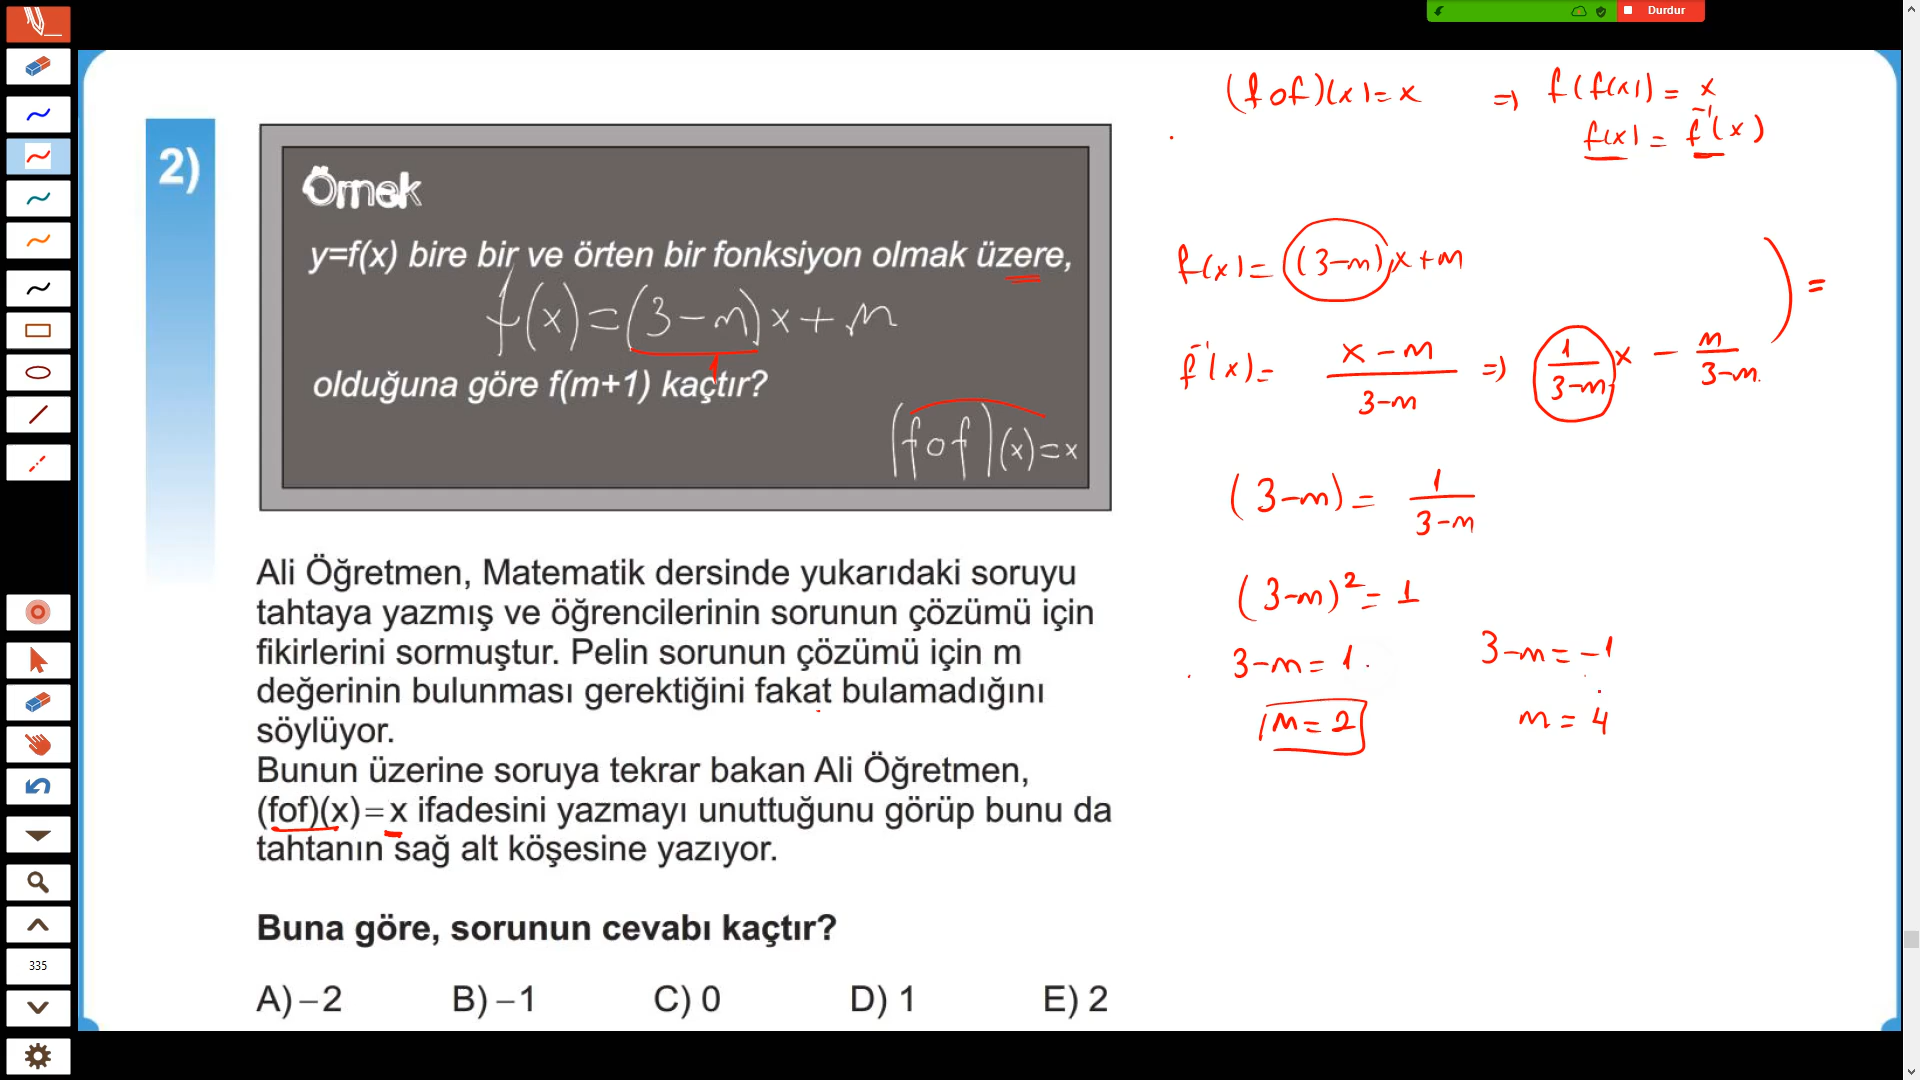 Durdur
2)
Örnek
y=f(x) bire bir ve örten bir fonksiyon olmak üzere,
f(x)=(3-m)x+m
olduğuna göre f(m+1) kaçtır?
(fof)(x)=x
Ali Öğretmen, Matematik dersinde yukarıdaki soruyu
tahtaya yazmış ve öğrencilerinin sorunun çözümü için
fikirlerini sormuştur. Pelin sorunun çözümü için m
değerinin bulunması gerektiğini fakat bulamadığını
söylüyor.
Bunun üzerine soruya tekrar bakan Ali Öğretmen,
(fof)(x)=x ifadesini yazmayı unuttuğunu görüp bunu da
tahtanın sağ alt köşesine yazıyor.
Buna göre, sorunun cevabı kaçtır?
A) -2 B) -1 C) 0 D) 1 E) 2
(fof)(x)=x ⇒ f(f(x))=x
f(x)=f⁻¹(x)
f(x)=(3-m)x+m
f⁻¹(x)= x-m / 3-m ⇒ 1 / 3-m x - m / 3-m ) =
(3-m)= 1 / 3-m
(3-m)²=1
3-m=1 3-m=-1
m=2 m=4
335